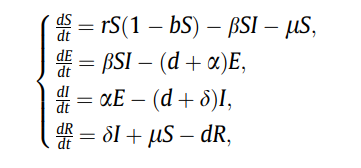 dS/dt = rS(1 − bS) − βSI − μS,
dE/dt = βSI − (d + α)E,
dI/dt = αE − (d + δ)I,
dR/dt = δI + μS − dR,